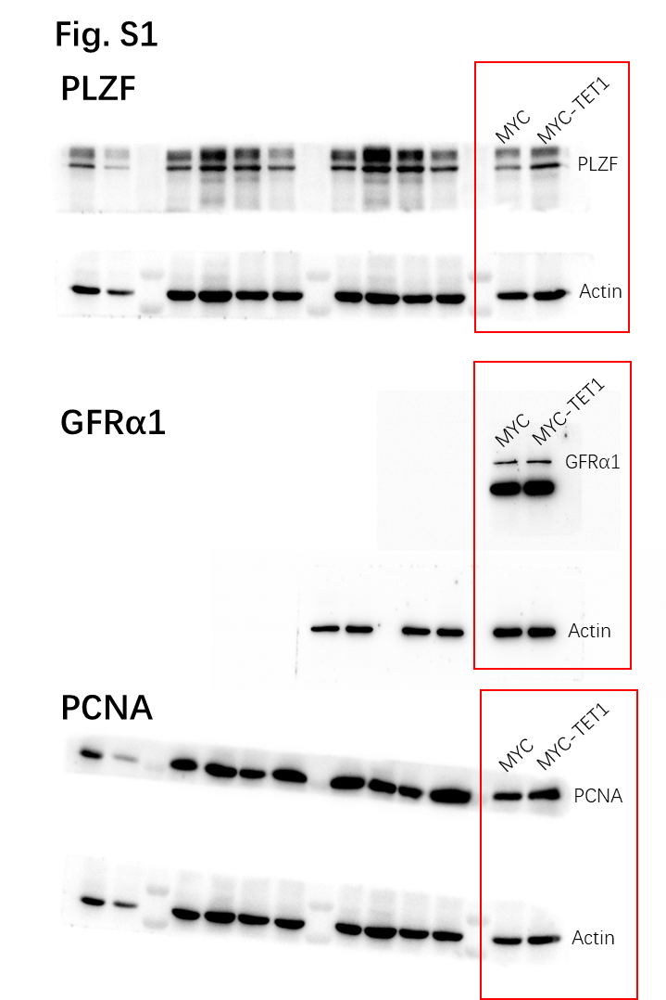 Fig. S1
PLZF
MYC
MYC-TET1
PLZF
Actin
GFRα1
MYC
MYC-TET1
GFRα1
Actin
PCNA
MYC
MYC-TET1
PCNA
Actin